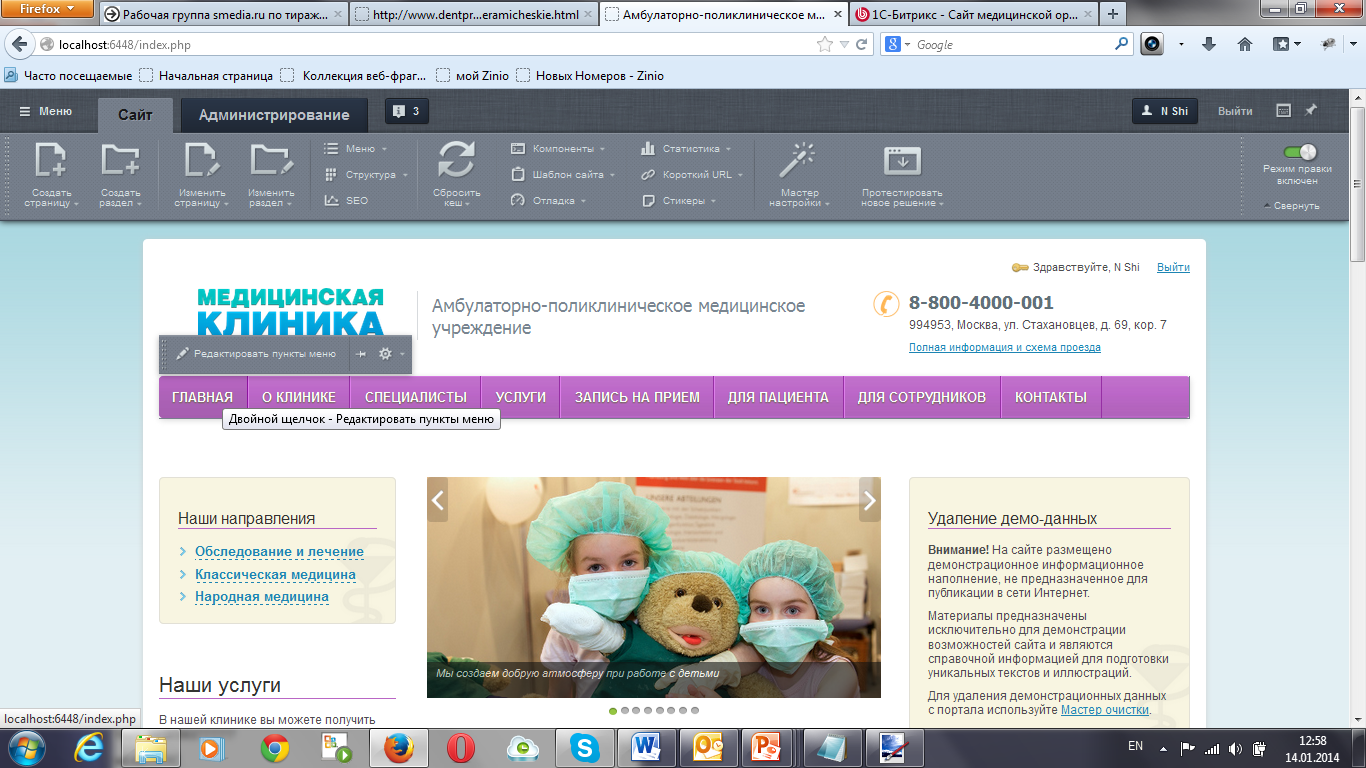 Firefox
Рабочая группа smedia.ru по тираж...
http://www.dentpr...eramicheskie.html
Амбулаторно-поликлиническое м...
1С-Битрикс - Сайт медицинской ор...
localhost:6448/index.php
Google
Часто посещаемые
Начальная страница
Коллекция веб-фраг...
мой Zinio
Новых Номеров - Zinio
Меню
Сайт
Администрирование
3
N Shi
Выйти
Создать страницу
Создать раздел
Изменить страницу
Изменить раздел
Меню
Структура
SEO
Сбросить кеш
Компоненты
Шаблон сайта
Отладка
Статистика
Короткий URL
Стикеры
Мастер настройки
Протестировать новое решение
Режим правки включен
Свернуть
Здравствуйте, N Shi
Выйти
МЕДИЦИНСКАЯ
КЛИНИКА
Амбулаторно-поликлиническое медицинское
учреждение
8-800-4000-001
994953, Москва, ул. Стахановцев, д. 69, кор. 7
Полная информация и схема проезда
Редактировать пункты меню
ГЛАВНАЯ
О КЛИНИКЕ
СПЕЦИАЛИСТЫ
УСЛУГИ
ЗАПИСЬ НА ПРИЕМ
ДЛЯ ПАЦИЕНТА
ДЛЯ СОТРУДНИКОВ
КОНТАКТЫ
Двойной щелчок - Редактировать пункты меню
Наши направления
Обследование и лечение
Классическая медицина
Народная медицина
Наши услуги
В нашей клинике вы можете получить
UNSERE ABTEILUNGEN
Мы создаем добрую атмосферу при работе с детьми
Удаление демо-данных
Внимание! На сайте размещено
демонстрационное информационное
наполнение, не предназначенное для
публикации в сети Интернет.
Материалы предназначены
исключительно для демонстрации
возможностей сайта и являются
справочной информацией для подготовки
уникальных текстов и иллюстраций.
Для удаления демонстрационных данных
с портала используйте Мастер очистки.
localhost:6448/index.php
EN
12:58
14.01.2014